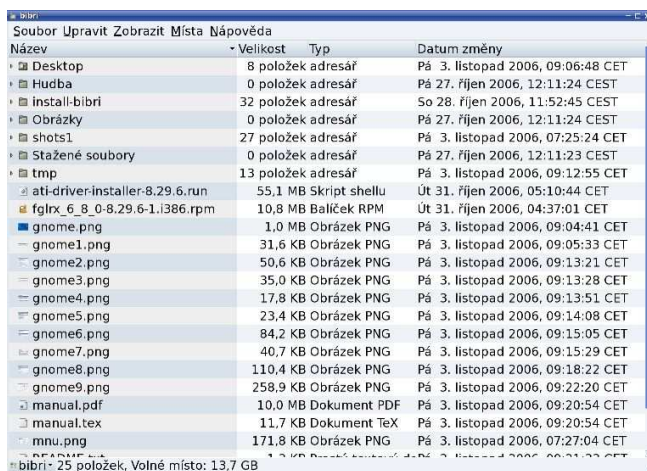 bibri
Soubor Upravit Zobrazit Místa Nápověda
Název Velikost Typ Datum změny
Desktop 8 položek adresář Pá 3. listopad 2006, 09:06:48 CET
Hudba 0 položek adresář Pá 27. říjen 2006, 12:11:24 CEST
install-bibri 32 položek adresář So 28. říjen 2006, 11:52:45 CEST
Obrázky 0 položek adresář Pá 27. říjen 2006, 12:11:24 CEST
shots1 27 položek adresář Pá 3. listopad 2006, 07:25:24 CET
Stažené soubory 0 položek adresář Pá 27. říjen 2006, 12:11:23 CEST
tmp 13 položek adresář Pá 3. listopad 2006, 09:12:55 CET
ati-driver-installer-8.29.6.run 55,1 MB Skript shellu Út 31. říjen 2006, 05:10:44 CET
fglrx_6_8_0-8.29.6-1.i386.rpm 10,8 MB Balíček RPM Út 31. říjen 2006, 04:37:01 CET
gnome.png 1,0 MB Obrázek PNG Pá 3. listopad 2006, 09:04:41 CET
gnome1.png 31,6 KB Obrázek PNG Pá 3. listopad 2006, 09:05:33 CET
gnome2.png 50,6 KB Obrázek PNG Pá 3. listopad 2006, 09:13:21 CET
gnome3.png 35,0 KB Obrázek PNG Pá 3. listopad 2006, 09:13:28 CET
gnome4.png 17,8 KB Obrázek PNG Pá 3. listopad 2006, 09:13:51 CET
gnome5.png 23,4 KB Obrázek PNG Pá 3. listopad 2006, 09:14:08 CET
gnome6.png 84,2 KB Obrázek PNG Pá 3. listopad 2006, 09:15:05 CET
gnome7.png 40,7 KB Obrázek PNG Pá 3. listopad 2006, 09:15:29 CET
gnome8.png 110,4 KB Obrázek PNG Pá 3. listopad 2006, 09:18:22 CET
gnome9.png 258,9 KB Obrázek PNG Pá 3. listopad 2006, 09:22:20 CET
manual.pdf 10,0 MB Dokument PDF Pá 3. listopad 2006, 09:20:54 CET
manual.tex 11,7 KB Dokument TeX Pá 3. listopad 2006, 09:20:54 CET
mnu.png 171,8 KB Obrázek PNG Pá 3. listopad 2006, 07:27:04 CET
bibri 25 položek, Volné místo: 13,7 GB